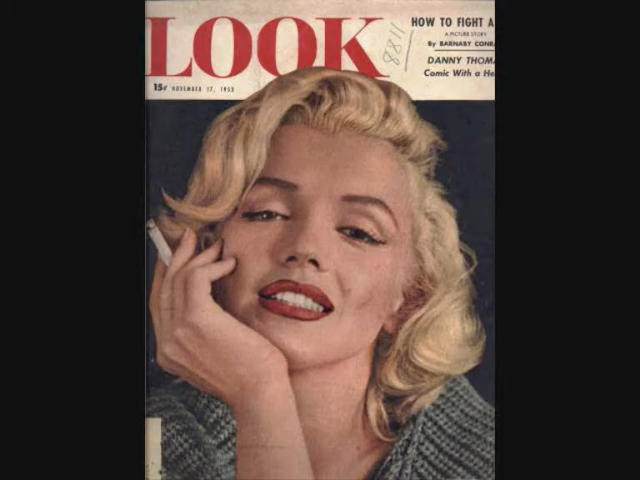 LOOK
8811
HOW TO FIGHT A
A PICTURE STORY
By BARNABY CONR
DANNY THOMA
Comic With a He
15¢ NOVEMBER 17, 1953